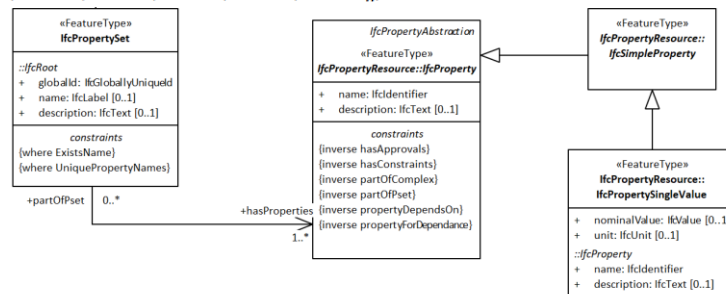 «FeatureType»
IfcPropertySet
::IfcRoot
+ globalId: IfcGloballyUniqueId
+ name: IfcLabel [0..1]
+ description: IfcText [0..1]
constraints
{where ExistsName}
{where UniquePropertyNames}
+partOfPset 0..*
+hasProperties
1..*
IfcPropertyAbstraction
«FeatureType»
IfcPropertyResource::IfcProperty
+ name: IfcIdentifier
+ description: IfcText [0..1]
constraints
{inverse hasApprovals}
{inverse hasConstraints}
{inverse partOfComplex}
{inverse partOfPset}
{inverse propertyDependsOn}
{inverse propertyForDependance}
«FeatureType»
IfcPropertyResource::
IfcSimpleProperty
«FeatureType»
IfcPropertyResource::
IfcPropertySingleValue
+ nominalValue: IfcValue [0..1
+ unit: IfcUnit [0..1]
::IfcProperty
+ name: IfcIdentifier
+ description: IfcText [0..1]